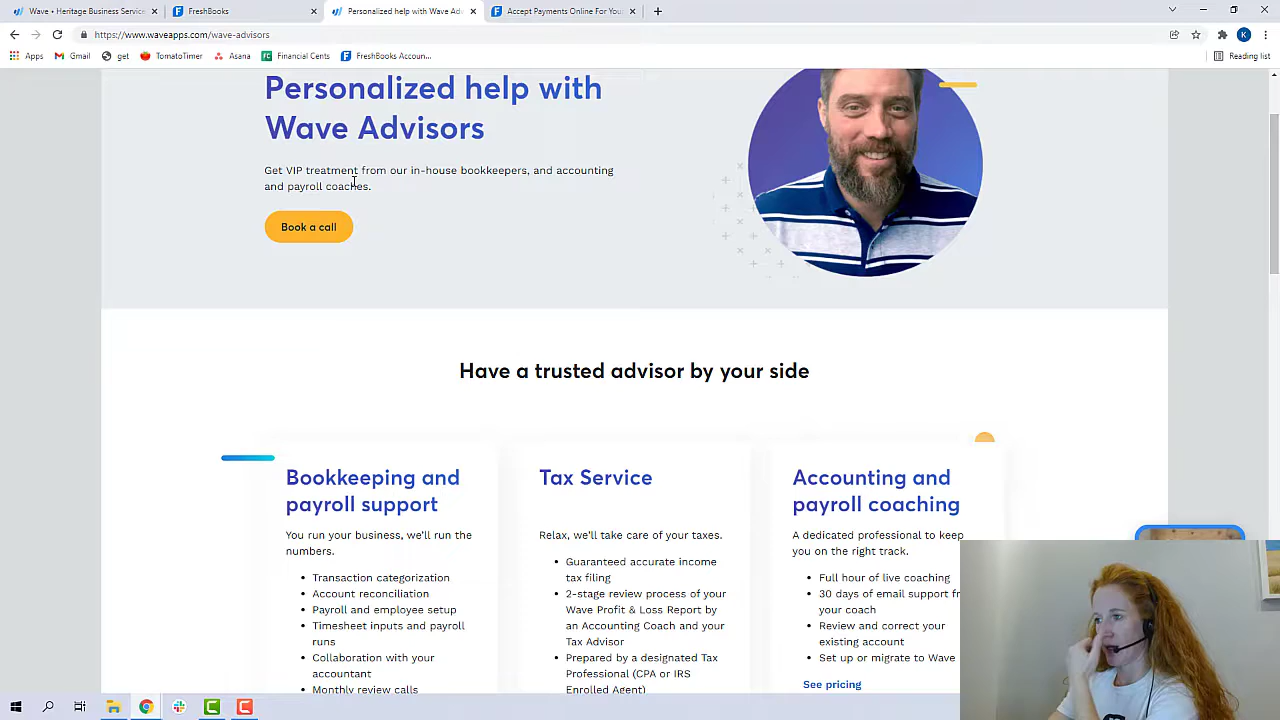 Wave • Heritage Business Service
FreshBooks
Personalized help with Wave Adv
Accept Payments Online For You
https://www.waveapps.com/wave-advisors
K
Apps
Gmail
get
TomatoTimer
Asana
FC Financial Cents
FreshBooks Accoun...
Reading list
Personalized help with
Wave Advisors
Get VIP treatment from our in-house bookkeepers, and accounting
and payroll coaches.
Book a call
Have a trusted advisor by your side
Bookkeeping and
payroll support
You run your business, we'll run the
numbers.
• Transaction categorization
• Account reconciliation
• Payroll and employee setup
• Timesheet inputs and payroll
runs
• Collaboration with your
accountant
• Monthly review calls
Tax Service
Relax, we'll take care of your taxes.
• Guaranteed accurate income
tax filing
• 2-stage review process of your
Wave Profit & Loss Report by
an Accounting Coach and your
Tax Advisor
• Prepared by a designated Tax
Professional (CPA or IRS
Enrolled Agent)
Accounting and
payroll coaching
A dedicated professional to keep
you on the right track.
• Full hour of live coaching
• 30 days of email support fr
your coach
• Review and correct your
existing account
• Set up or migrate to Wave
See pricing